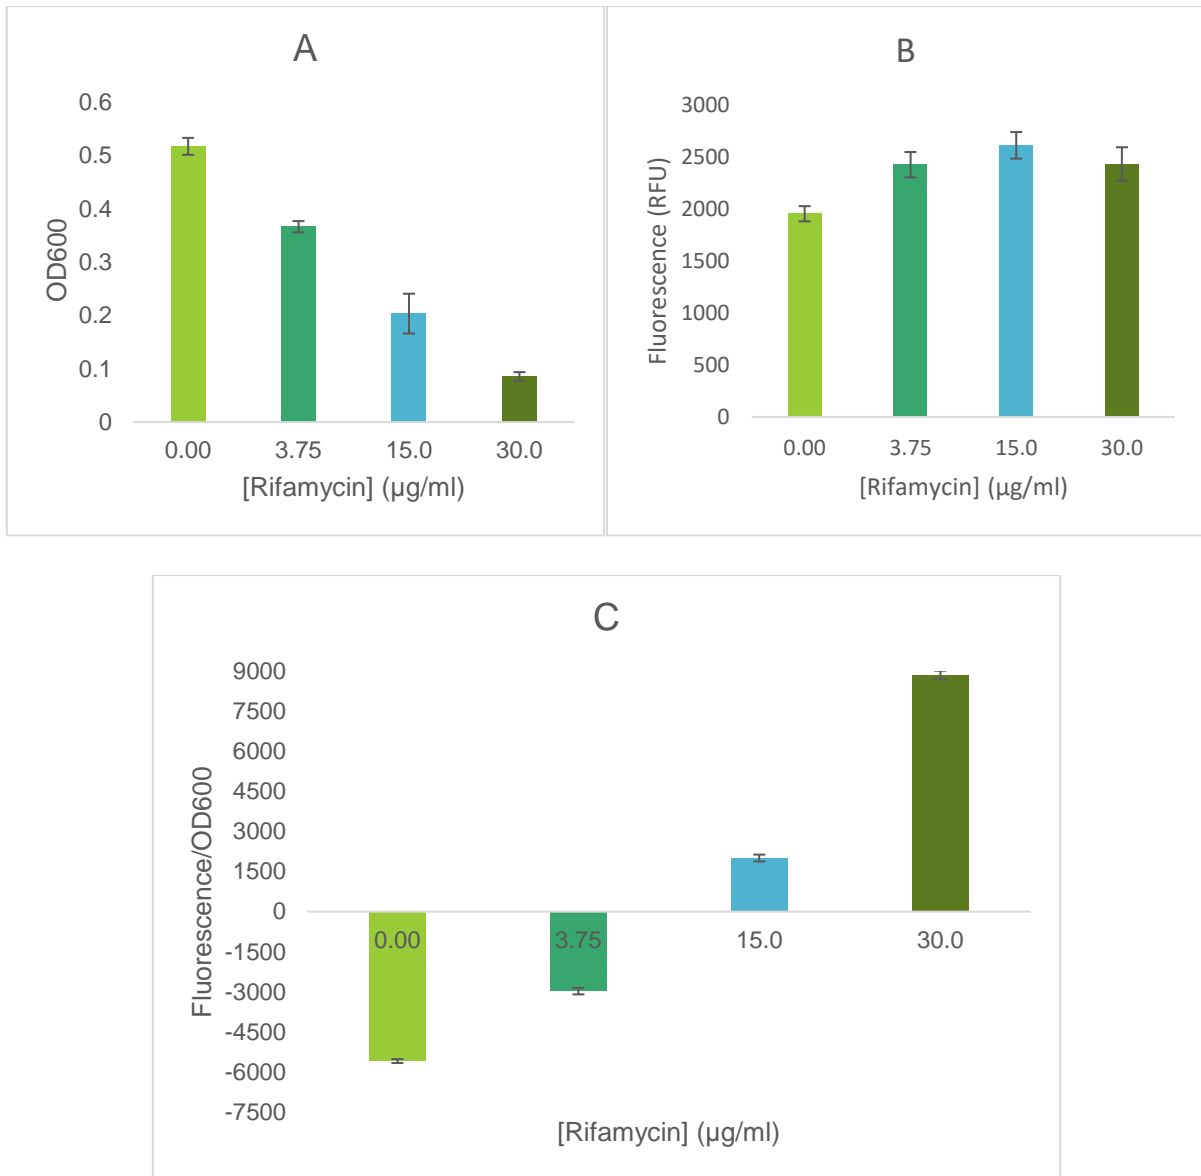 A
OD600
0.6
0.5
0.4
0.3
0.2
0.1
0
0.00 3.75 15.0 30.0
[Rifamycin] (µg/ml)
B
Fluorescence (RFU)
3000
2500
2000
1500
1000
500
0
0.00 3.75 15.0 30.0
[Rifamycin] (µg/ml)
C
Fluorescence/OD600
9000
7500
6000
4500
3000
1500
0
-1500
-3000
-4500
-6000
-7500
0.00 3.75 15.0 30.0
[Rifamycin] (µg/ml)